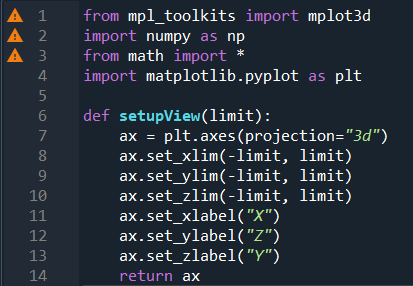 1 from mpl_toolkits import mplot3d
2 import numpy as np
3 from math import *
4 import matplotlib.pyplot as plt
5
6 def setupView(limit):
7     ax = plt.axes(projection="3d")
8     ax.set_xlim(-limit, limit)
9     ax.set_ylim(-limit, limit)
10     ax.set_zlim(-limit, limit)
11     ax.set_xlabel("X")
12     ax.set_ylabel("Z")
13     ax.set_zlabel("Y")
14     return ax